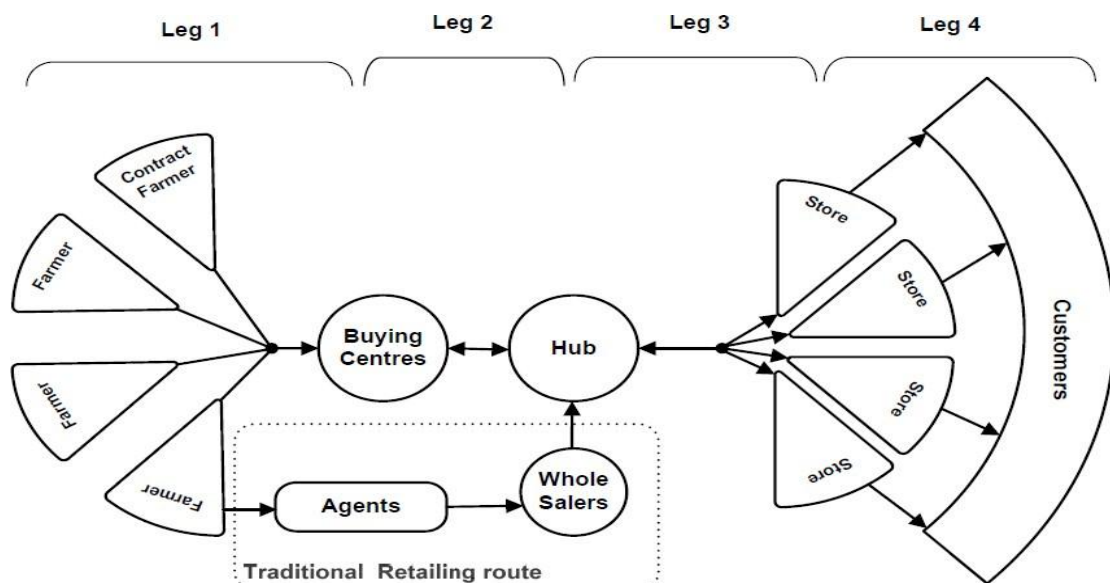 Leg 1
Leg 2
Leg 3
Leg 4
Contract
Farmer
Farmer
Farmer
Farmer
Buying
Centres
Hub
Agents
Whole
Salers
Traditional Retailing route
Store
Store
Store
Store
Customers